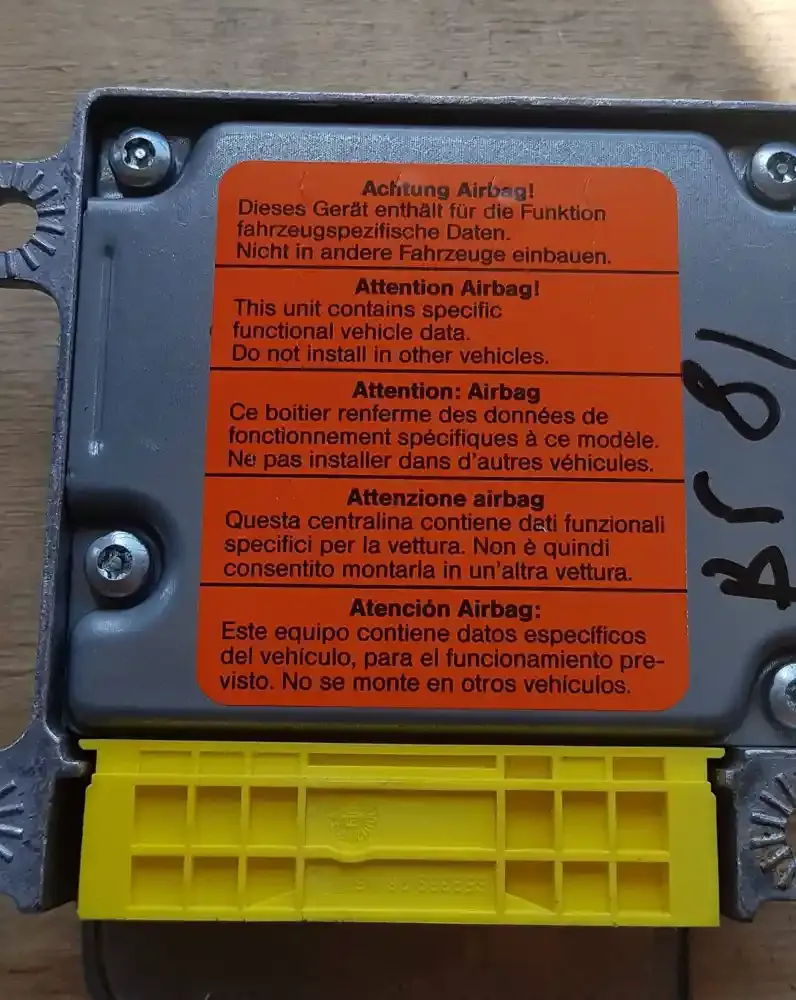 Achtung Airbag!
Dieses Gerät enthält für die Funktion
fahrzeugspezifische Daten.
Nicht in andere Fahrzeuge einbauen.
Attention Airbag!
This unit contains specific
functional vehicle data.
Do not install in other vehicles.
Attention: Airbag
Ce boitier renferme des données de
fonctionnement spécifiques à ce modèle.
Ne pas installer dans d'autres véhicules.
Attenzione airbag
Questa centralina contiene dati funzionali
specifici per la vettura. Non è quindi
consentito montarla in un'altra vettura.
Atención Airbag:
Este equipo contiene datos específicos
del vehículo, para el funcionamiento pre-
visto. No se monte en otros vehículos.